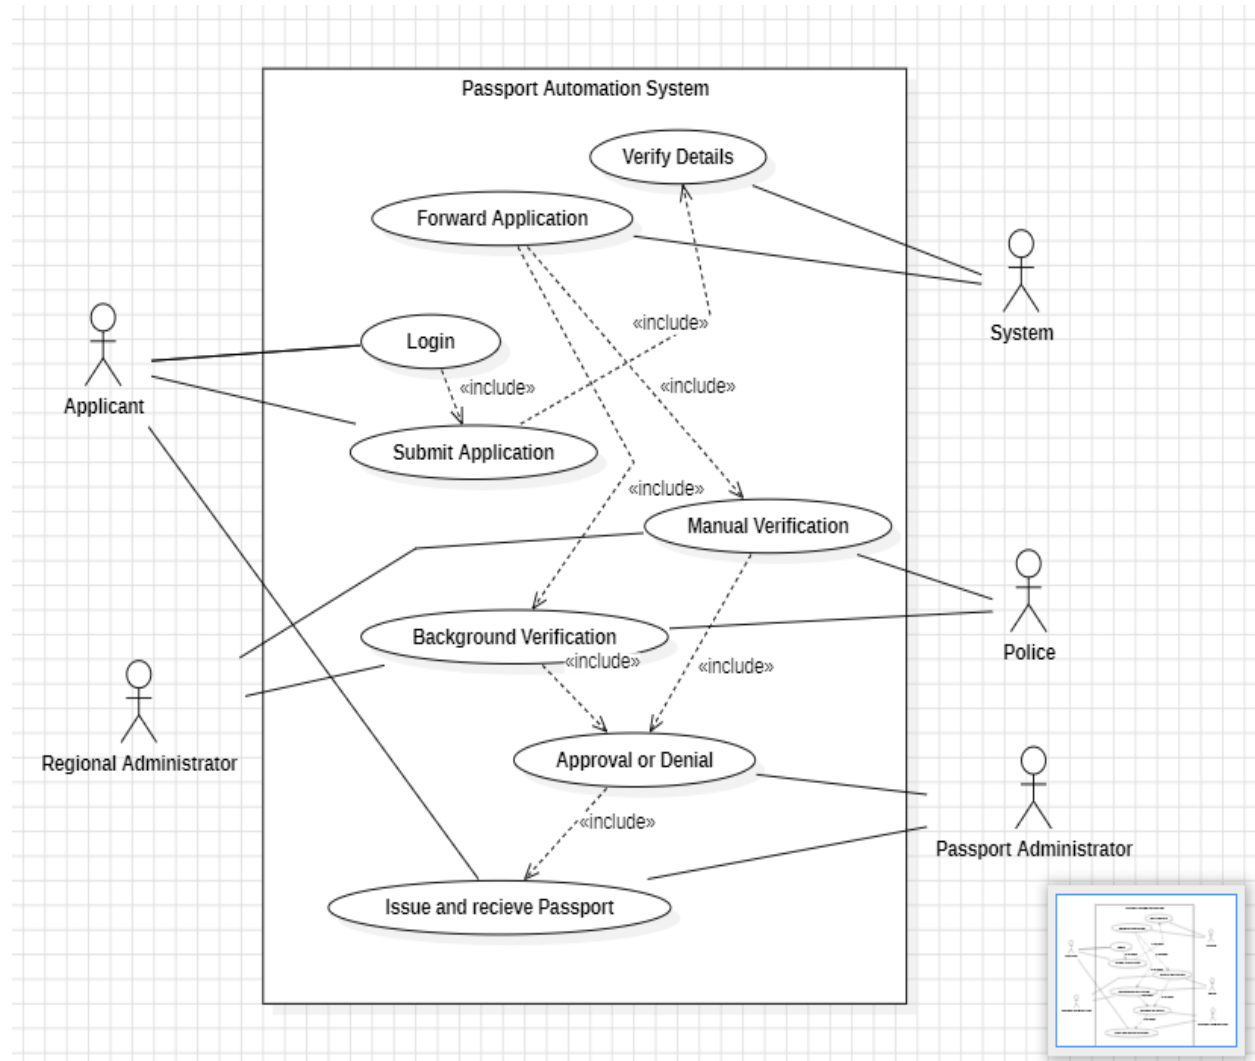 Passport Automation System
Verify Details
Forward Application
System
«include»
Login
Applicant
«include»
«include»
Submit Application
«include»
Manual Verification
Background Verification
«include»
«include»
Police
Regional Administrator
Approval or Denial
«include»
Passport Administrator
Issue and recieve Passport